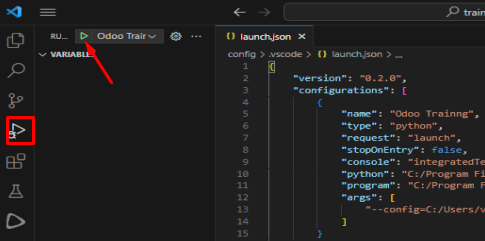 train
RU...
Odoo Trair
launch.json
VARIABLE
config > .vscode > launch.json > ...
1 {
2 "version": "0.2.0",
3 "configurations": [
4 {
5 "name": "Odoo Trainng",
6 "type": "python",
7 "request": "launch",
8 "stopOnEntry": false,
9 "console": "integratedTe
10 "python": "C:/Program Fi
11 "program": "C:/Program F
12 "args": [
13 "--config=C:/Users/v
14 ]
15 }